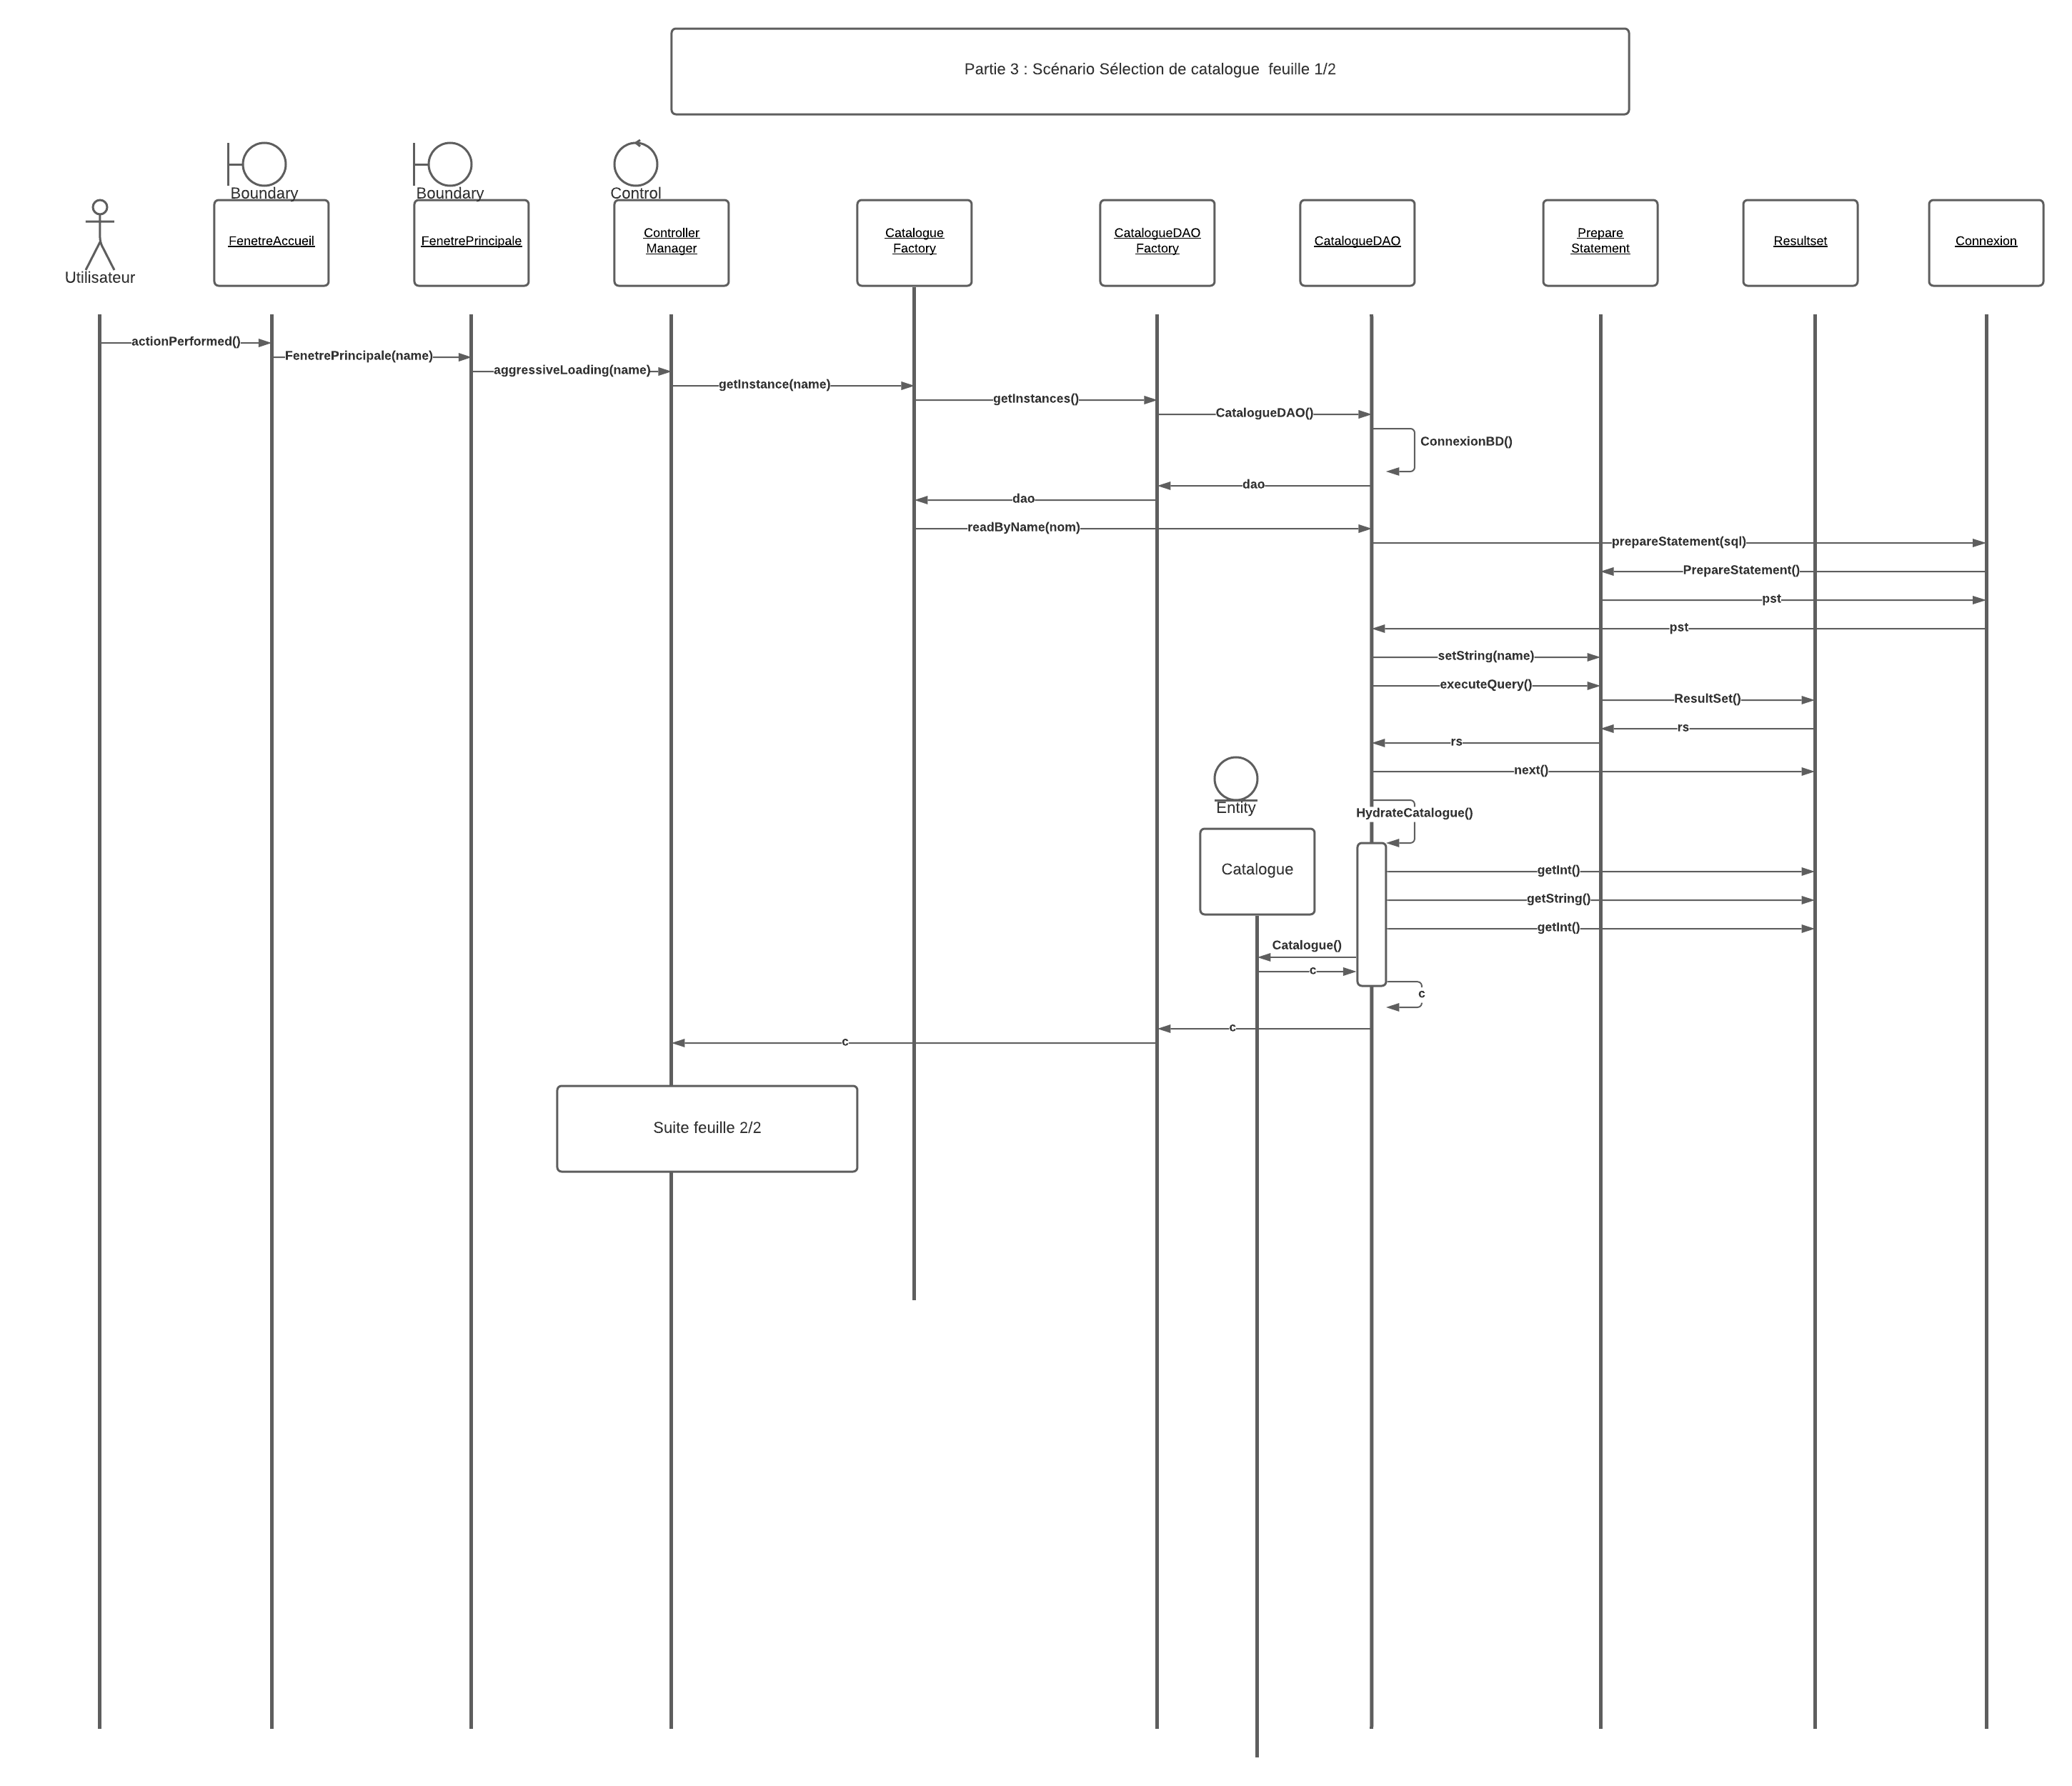 Partie 3 : Scénario Sélection de catalogue  feuille 1/2
Boundary
Boundary
Control
Utilisateur
FenetreAccueil
FenetrePrincipale
Controller
Manager
Catalogue
Factory
CatalogueDAO
Factory
CatalogueDAO
Prepare
Statement
Resultset
Connexion
actionPerformed()
FenetrePrincipale(name)
aggressiveLoading(name)
getInstance(name)
getInstances()
CatalogueDAO()
ConnexionBD()
dao
dao
readByName(nom)
prepareStatement(sql)
PrepareStatement()
pst
pst
setString(name)
executeQuery()
ResultSet()
rs
rs
next()
Entity
HydrateCatalogue()
Catalogue
getInt()
getString()
getInt()
Catalogue()
c
c
c
c
Suite feuille 2/2